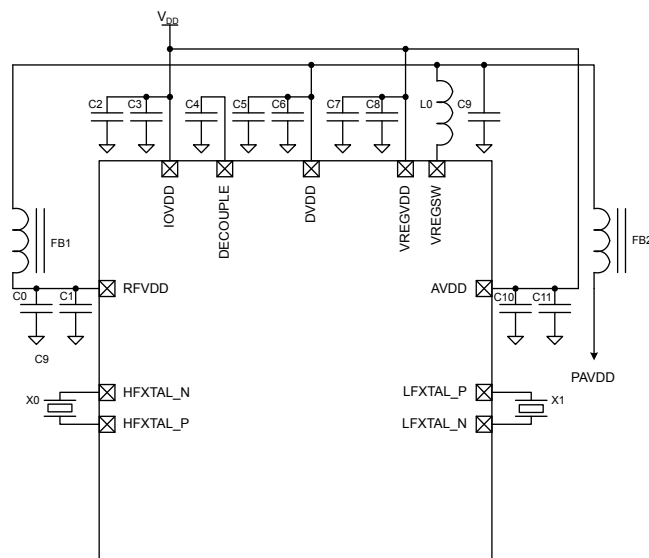 VDD
C2
C3
C4
C5
C6
C7
C8
L0
C9
IOVDD
DECOUPLE
DVDD
VREGVDD
VREGSW
FB1
FB2
C0
C1
RFVDD
AVDD
C10
C11
C9
PAVDD
X0
HFXTAL_N
HFXTAL_P
LFXTAL_P
LFXTAL_N
X1